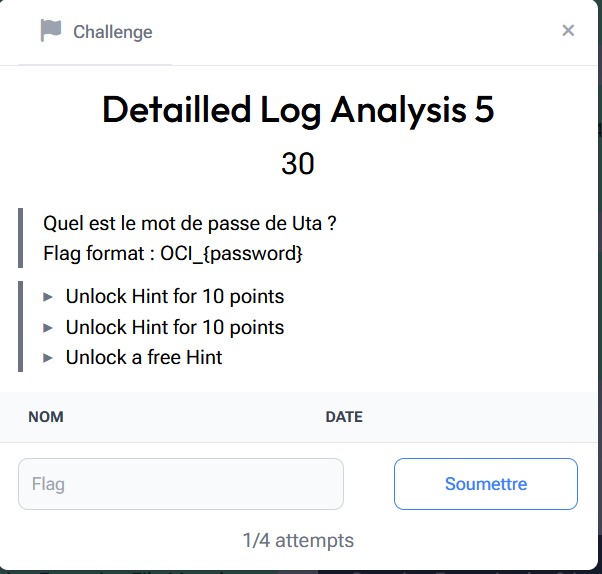 Challenge
×
Detailled Log Analysis 5
30
Quel est le mot de passe de Uta ?
Flag format : OCI_{password}
Unlock Hint for 10 points
Unlock Hint for 10 points
Unlock a free Hint
NOM DATE
Flag Soumettre
1/4 attempts